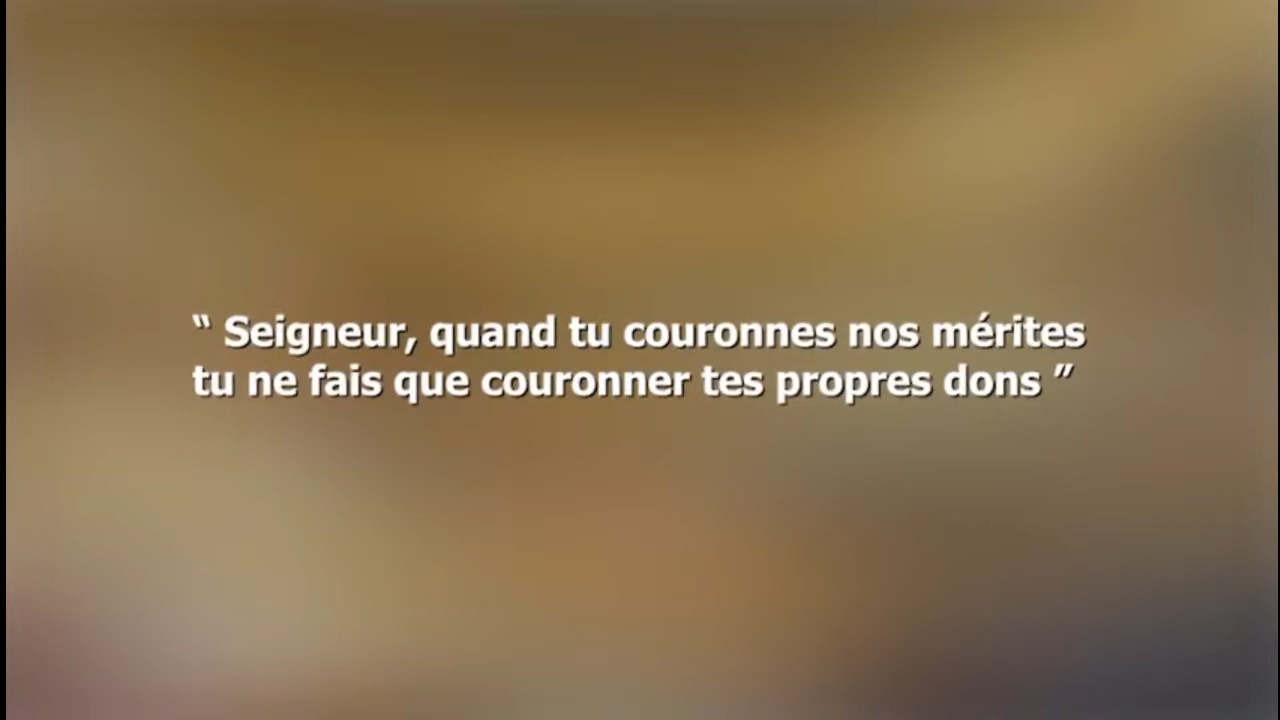 “ Seigneur, quand tu couronnes nos mérites
tu ne fais que couronner tes propres dons ”